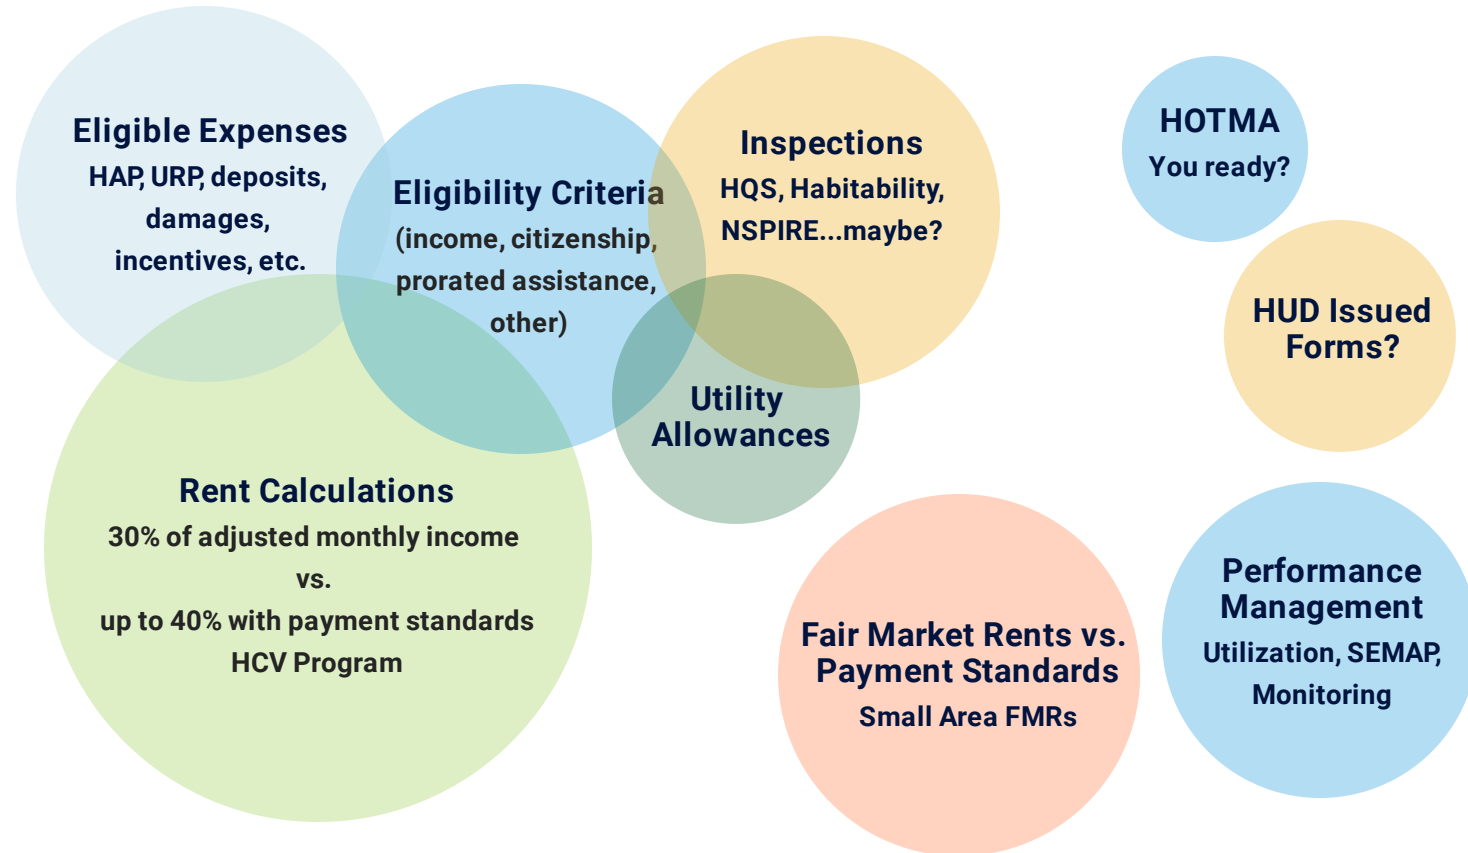 Eligible Expenses
HAP, URP, deposits,
damages,
incentives, etc.
Eligibility Criteria
(income, citizenship,
prorated assistance,
other)
Inspections
HQS, Habitability,
NSPIRE...maybe?
HOTMA
You ready?
HUD Issued
Forms?
Utility
Allowances
Rent Calculations
30% of adjusted monthly income
vs.
up to 40% with payment standards
HCV Program
Fair Market Rents vs.
Payment Standards
Small Area FMRs
Performance
Management
Utilization, SEMAP,
Monitoring